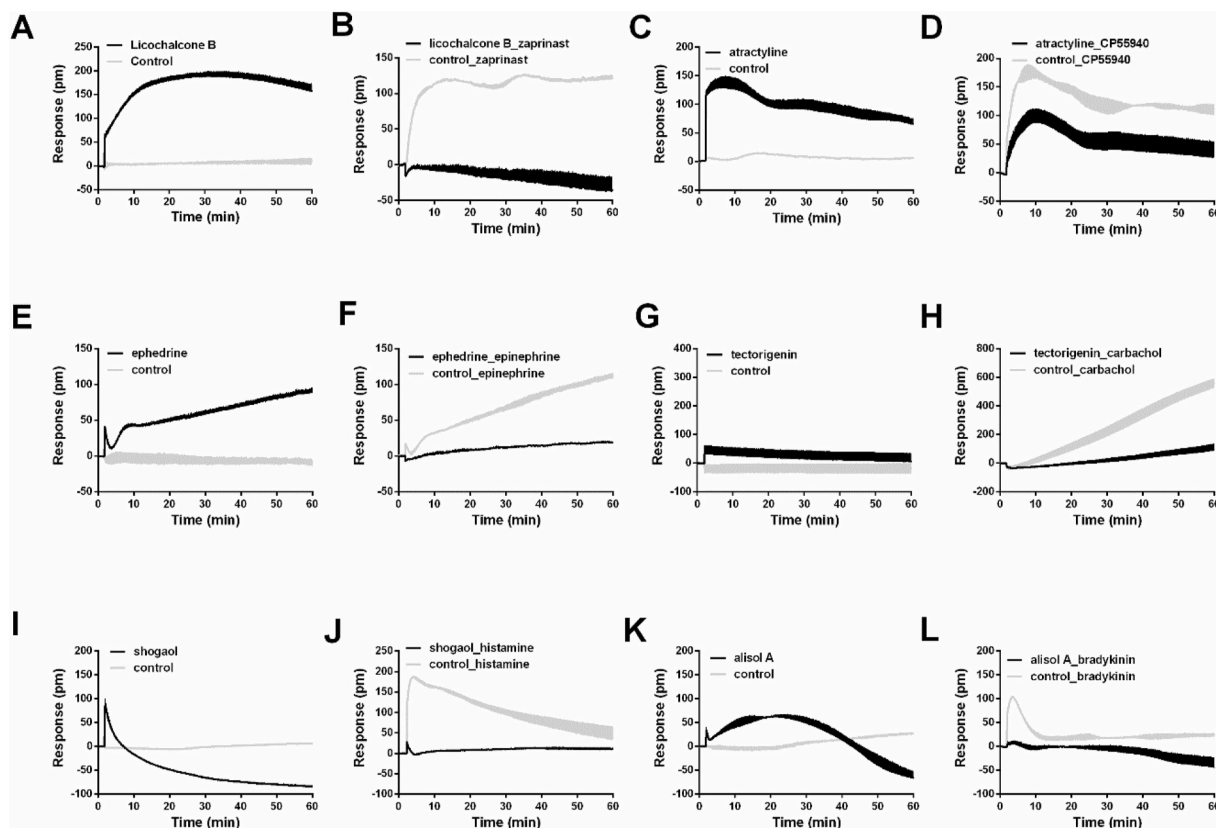 A
Licochalcone B
Control
250
200
150
100
50
0
50
Response (pm)
0 10 20 30 40 50 60
Time (min)
B
licochalcone B_zaprinast
control_zaprinast
150
100
50
0
-50
Response (pm)
0 10 20 30 40 50 60
Time (min)
C
atractyline
control
200
150
100
50
0
50
Response (pm)
0 10 20 30 40 50 60
Time (min)
D
atractyline_CP55940
control_CP55940
250
200
150
100
50
0
50
Response (pm)
0 10 20 30 40 50 60
Time (min)
E
ephedrine
control
150
100
50
0
50
Response (pm)
0 10 20 30 40 50 60
Time (min)
F
ephedrine_epinephrine
control_epinephrine
150
100
50
0
50
Response (pm)
0 10 20 30 40 50 60
Time (min)
G
tectorigenin
control
400
300
200
100
0
-100
Response (pm)
0 10 20 30 40 50 60
Time (min)
H
tectorigenin_carbachol
control_carbachol
800
600
400
200
0
-200
Response (pm)
0 10 20 30 40 50 60
Time (min)
I
shogaol
control
200
150
100
50
0
-50
-100
Response (pm)
0 10 20 30 40 50 60
Time (min)
J
shogaol_histamine
control_histamine
250
200
150
100
50
0
-50
-100
Response (pm)
0 10 20 30 40 50 60
Time (min)
K
alisol A
control
200
150
100
50
0
-50
-100
Response (pm)
0 10 20 30 40 50 60
Time (min)
L
alisol A_bradykinin
control_bradykinin
200
150
100
50
0
-50
-100
Response (pm)
0 10 20 30 40 50 60
Time (min)